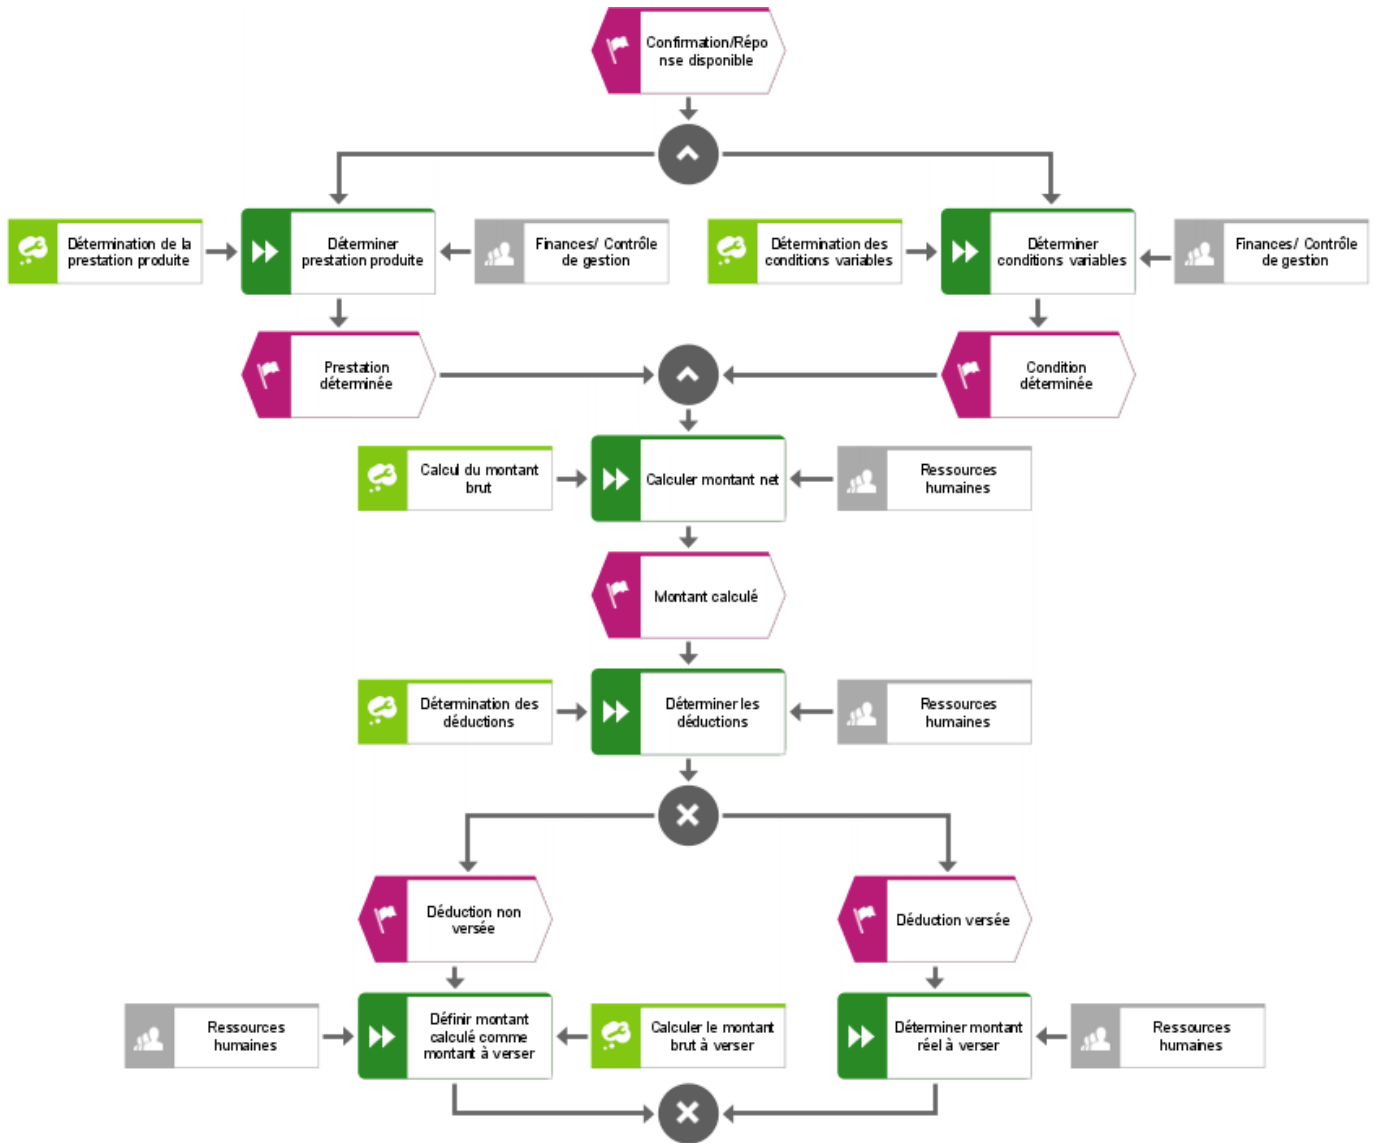 Confirmation/Répo
nse disponible
Détermination de la
prestation produite
Déterminer
prestation produite
Finances/ Contrôle
de gestion
Détermination des
conditions variables
Déterminer
conditions variables
Finances/ Contrôle
de gestion
Prestation
déterminée
Condition
déterminée
Calcul du montant
brut
Calculer montant net
Ressources
humaines
Montant calculé
Détermination des
déductions
Déterminer les
déductions
Ressources
humaines
Déduction non
versée
Déduction versée
Ressources
humaines
Définir montant
calculé comme
montant à verser
Calculer le montant
brut à verser
Déterminer montant
réel à verser
Ressources
humaines